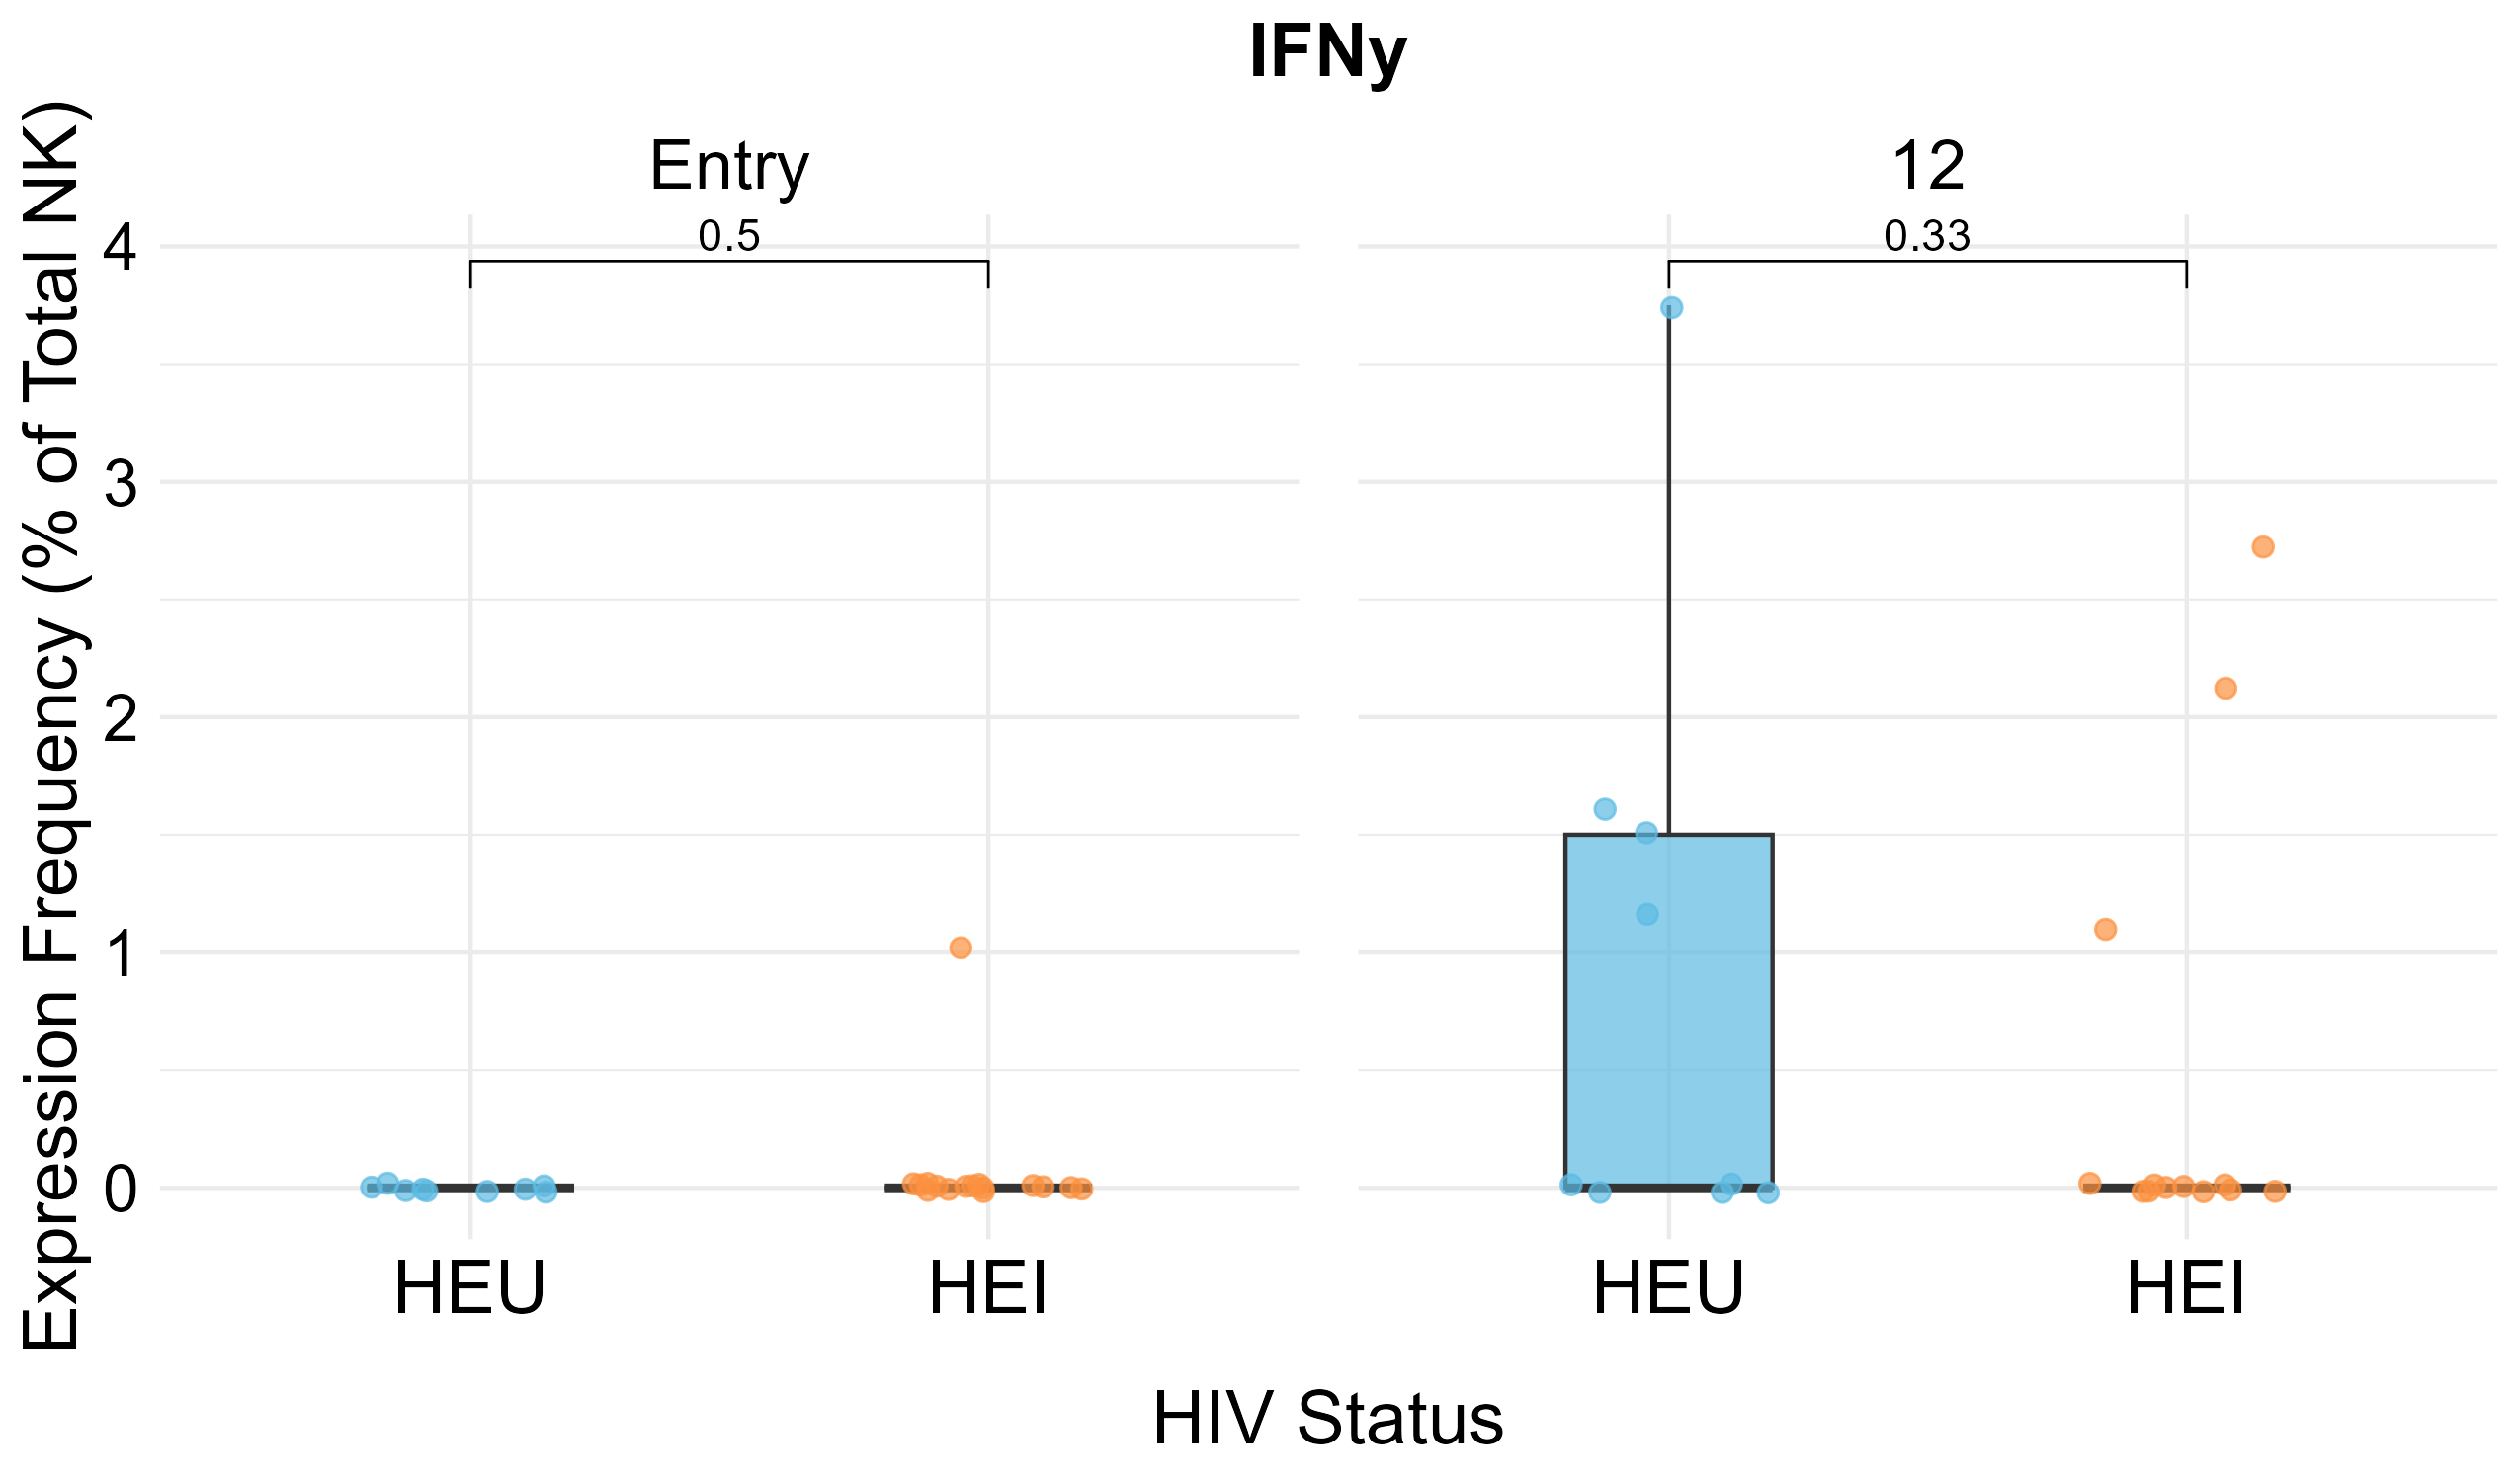 IFNy
Entry
12
0.5
0.33
Expression Frequency (% of Total NK)
4
3
2
1
0
HEU
HEI
HEU
HEI
HIV Status